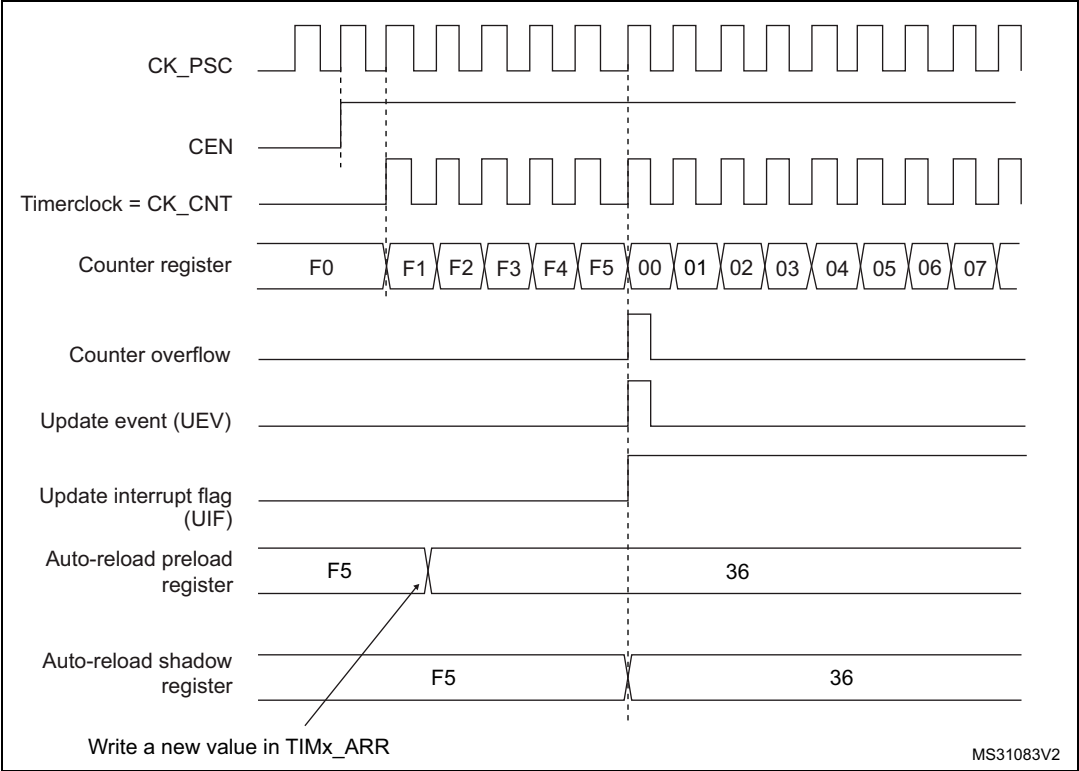 CK_PSC
CEN
Timerclock = CK_CNT
Counter register F0 F1 F2 F3 F4 F5 00 01 02 03 04 05 06 07
Counter overflow
Update event (UEV)
Update interrupt flag
(UIF)
Auto-reload preload
register
F5 36
Auto-reload shadow
register
F5 36
Write a new value in TIMx_ARR
MS31083V2